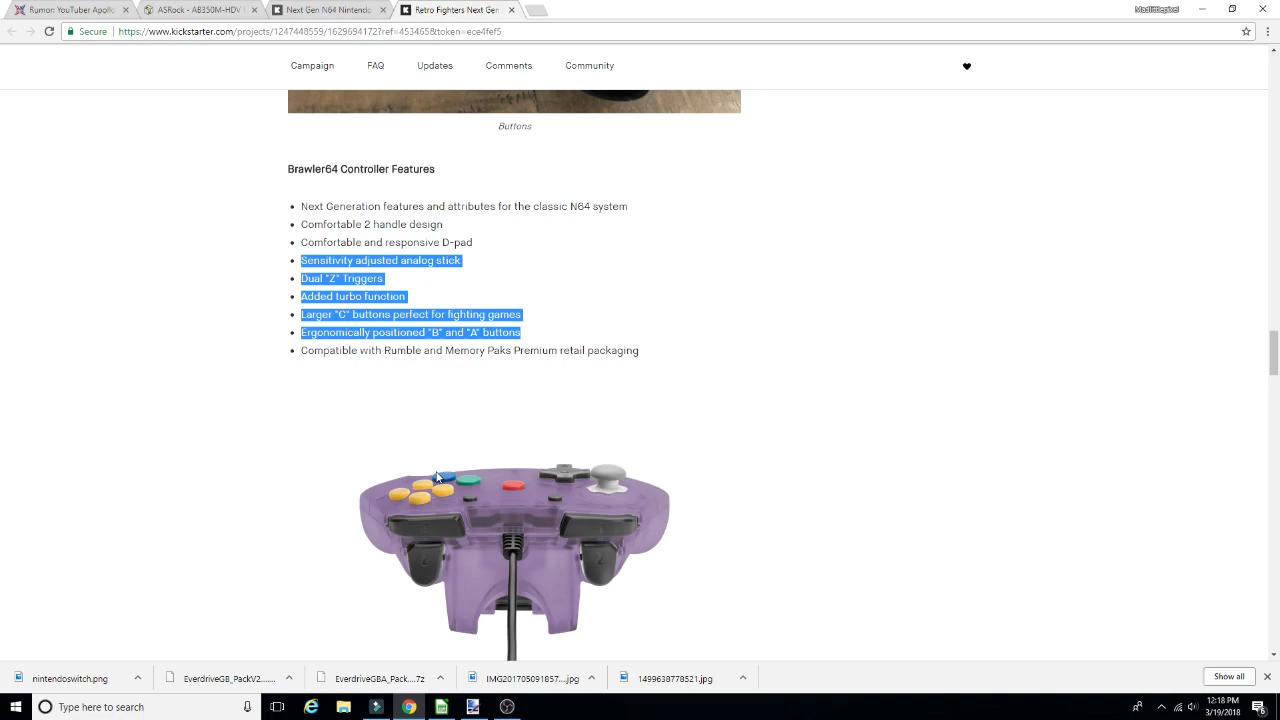 Rumor: YouTuber Apollo
ASRock - AB350M-HDV
Next Gen N64 Nintendo
Retro Fighters Next Gen
Madlittlepixel
Secure
https://www.kickstarter.com/projects/1247448559/1629694172?ref=453465&token=ece4fef5
Campaign FAQ Updates Comments Community
Buttons
Brawler64 Controller Features
Next Generation features and attributes for the classic N64 system
Comfortable 2 handle design
Comfortable and responsive D-pad
Sensitivity adjusted analog stick
Dual "Z" Triggers
Added turbo function
Larger "C" buttons perfect for fighting games
Ergonomically positioned "B" and "A" buttons
Compatible with Rumble and Memory Paks Premium retail packaging
nintendoswitch.png
EverdriveGB_PackV2......
EverdriveGBA_Pack....7z
IMG201705091857....jpg
1499638778521.jpg
Show all
Type here to search
12:18 PM
3/19/2018
6